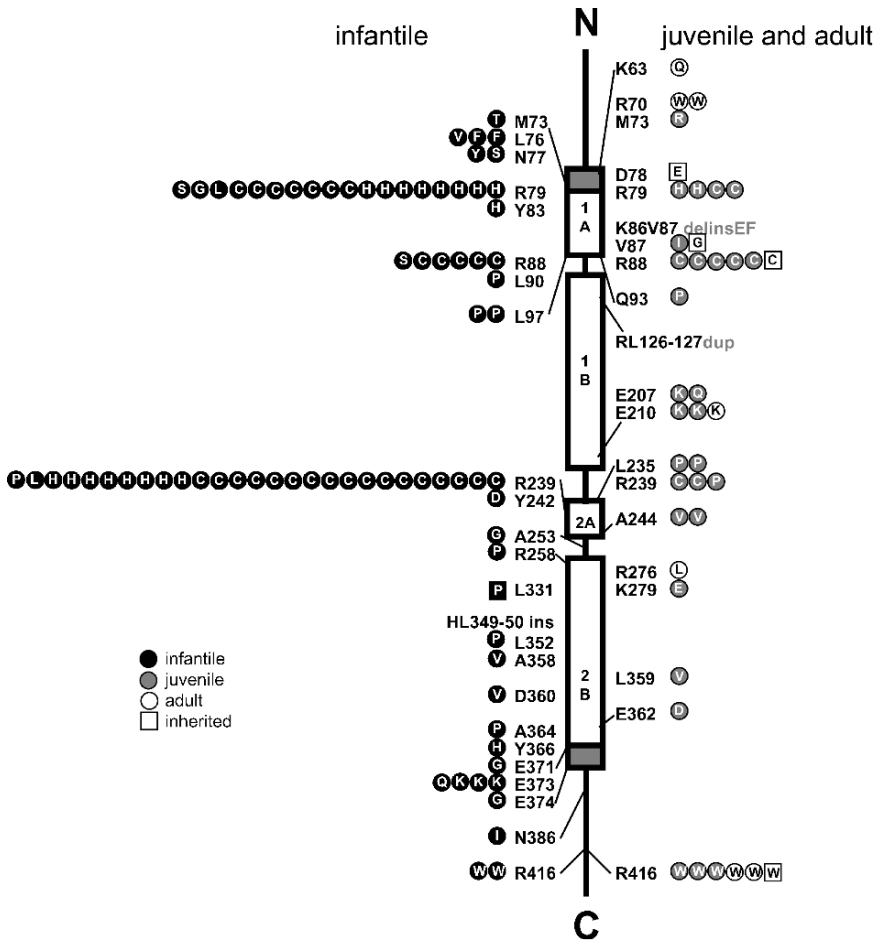 N
infantile
juvenile and adult
K63 Q
R70 W W
T M73
M73 R
V F F L76
Y S N77
D78 E
S G L C C C C C C C H H H H H H H H R79
R79 H H C C
H Y83
1 A
K86V87 delinsEF
V87 I G
S C C C C C R88
R88 C C C C C C
P L90
Q93 P
P P L97
RL126-127dup
1 B
E207 K Q
E210 K K K
L235 P P
P L H H H H H H H H C C C C C C C C C C C C C C C C C R239
R239 C C P
D Y242
2A
A244 V V
G A253
P R258
R276 L
P L331
K279 E
HL349-50 ins
P L352
V A358
L359 V
2 B
V D360
E362 D
P A364
H Y366
G E371
Q K K K E373
G E374
I N386
W W R416
R416 W W W W W W
C
infantile
juvenile
adult
inherited